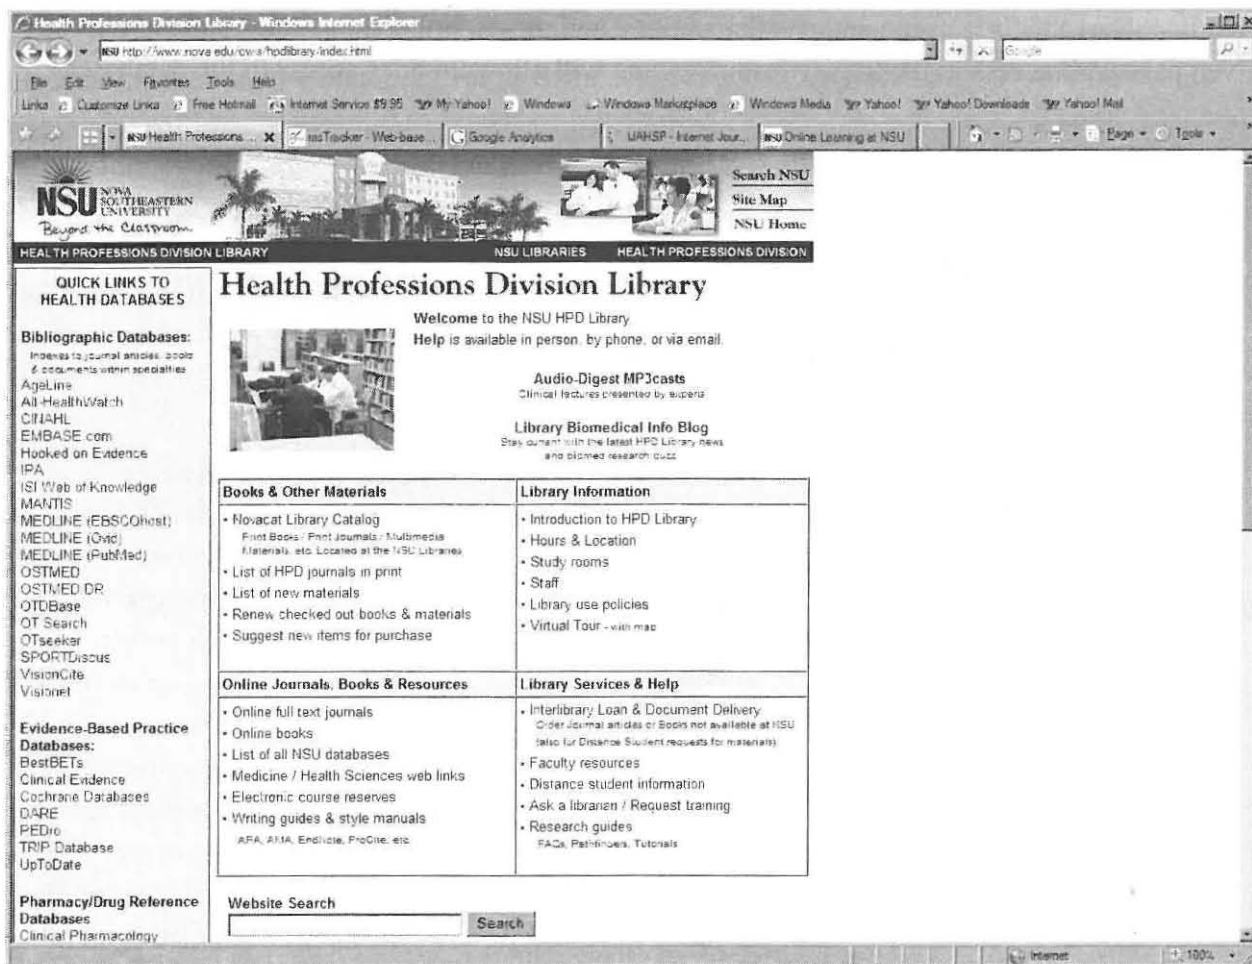 Health Professions Division Library - Windows Internet Explorer
http://www.nova.edu/cwis/hpdlibrary/index.html
Google
File Edit View Favorites Tools Help
Links Customize Links Free Hotmail Internet Service $9.95 My Yahoo! Windows Windows Marketplace Windows Media Yahoo! Yahoo! Downloads Yahoo! Mail
NSU Health Professions ... Tracker - Web-base ... Google Analytics UAHSP - Internet Jour... NSU Online Learning at NSU Page Tools
NSU NOVA SOUTHEASTERN UNIVERSITY
Beyond the Classroom
Search NSU
Site Map
NSU Home
HEALTH PROFESSIONS DIVISION LIBRARY NSU LIBRARIES HEALTH PROFESSIONS DIVISION
QUICK LINKS TO
HEALTH DATABASES
Bibliographic Databases:
Indexes to journal articles, books
& documents within specialties
AgeLine
Alt-HealthWatch
CINAHL
EMBASE.com
Hooked on Evidence
IPA
ISI Web of Knowledge
MANTIS
MEDLINE (EBSCOhost)
MEDLINE (Ovid)
MEDLINE (PubMed)
OSTMED
OSTMED DR
OTDBase
OT Search
OTseeker
SPORTDiscus
VisionCite
Visionet
Evidence-Based Practice
Databases:
BestBETs
Clinical Evidence
Cochrane Databases
DARE
PEDro
TRIP Database
UpToDate
Pharmacy/Drug Reference
Databases
Clinical Pharmacology
Health Professions Division Library
Welcome to the NSU HPD Library
Help is available in person, by phone, or via email.
Audio-Digest MP3casts
Clinical lectures presented by experts
Library Biomedical Info Blog
Stay current with the latest HPD Library news
and biomed research buzz
Books & Other Materials
• Novacat Library Catalog
Print Books / Print Journals / Multimedia
Materials, etc. Located at the NSU Libraries
• List of HPD journals in print
• List of new materials
• Renew checked out books & materials
• Suggest new items for purchase
Library Information
• Introduction to HPD Library
• Hours & Location
• Study rooms
• Staff
• Library use policies
• Virtual Tour - with map
Online Journals, Books & Resources
• Online full text journals
• Online books
• List of all NSU databases
• Medicine / Health Sciences web links
• Electronic course reserves
• Writing guides & style manuals
APA, AMA, EndNote, ProCite, etc
Library Services & Help
• Interlibrary Loan & Document Delivery
Order Journal articles or Books not available at NSU
(also for Distance Student requests for materials)
• Faculty resources
• Distance student information
• Ask a librarian / Request training
• Research guides
FAQs, Pathfinders, Tutorials
Website Search
Search
Internet 100%